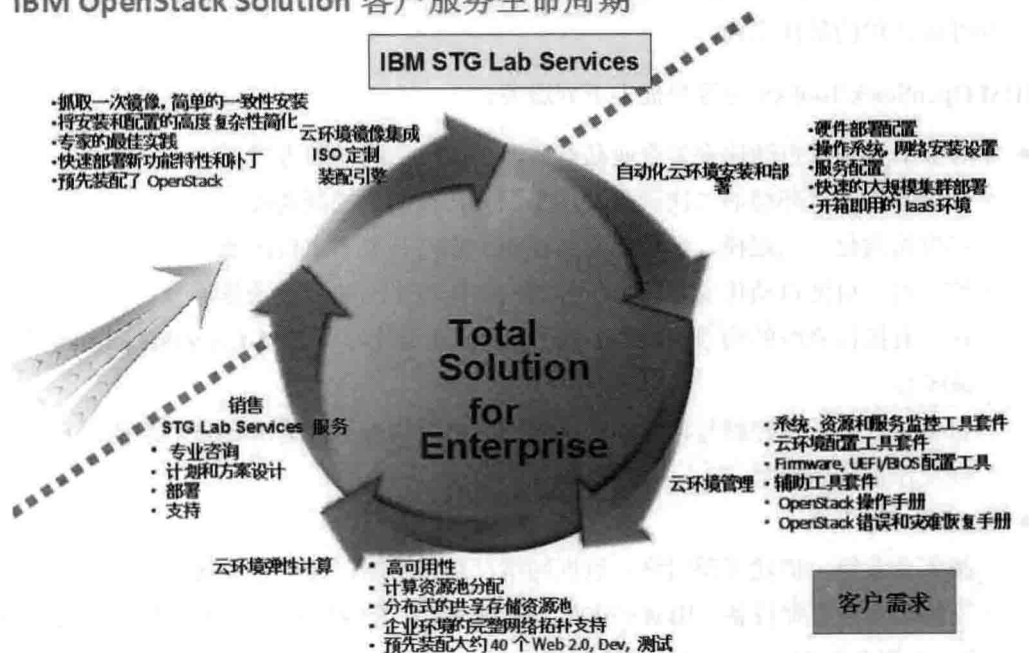 IBM OpenStack Solution 客户服务生命周期
IBM STG Lab Services
•抓取一次镜像，简单的一致性安装
•将安装和配置的高度复杂性简化
•专家的最佳实践
•快速部署新功能特性和补丁
•预先装配了 OpenStack
云环境镜像集成
ISO 定制
装配引擎
自动化云环境安装和部
署
•硬件部署配置
•操作系统，网络安装设置
•服务配置
•快速的大规模集群部署
•开箱即用的 IaaS 环境
Total
Solution
for
Enterprise
销售
STG Lab Services 服务
• 专业咨询
• 计划和方案设计
• 部署
• 支持
云环境管理
• 系统、资源和服务监控工具套件
• 云环境配置工具套件
• Firmware, UEFI/BIOS配置工具
• 辅助工具套件
• OpenStack 操作手册
• OpenStack 错误和灾难恢复手册
云环境弹性计算
• 高可用性
• 计算资源池分配
• 分布式的共享存储资源池
• 企业环境的完整网络拓扑支持
• 预先装配大约 40 个 Web 2.0, Dev, 测试
客户需求